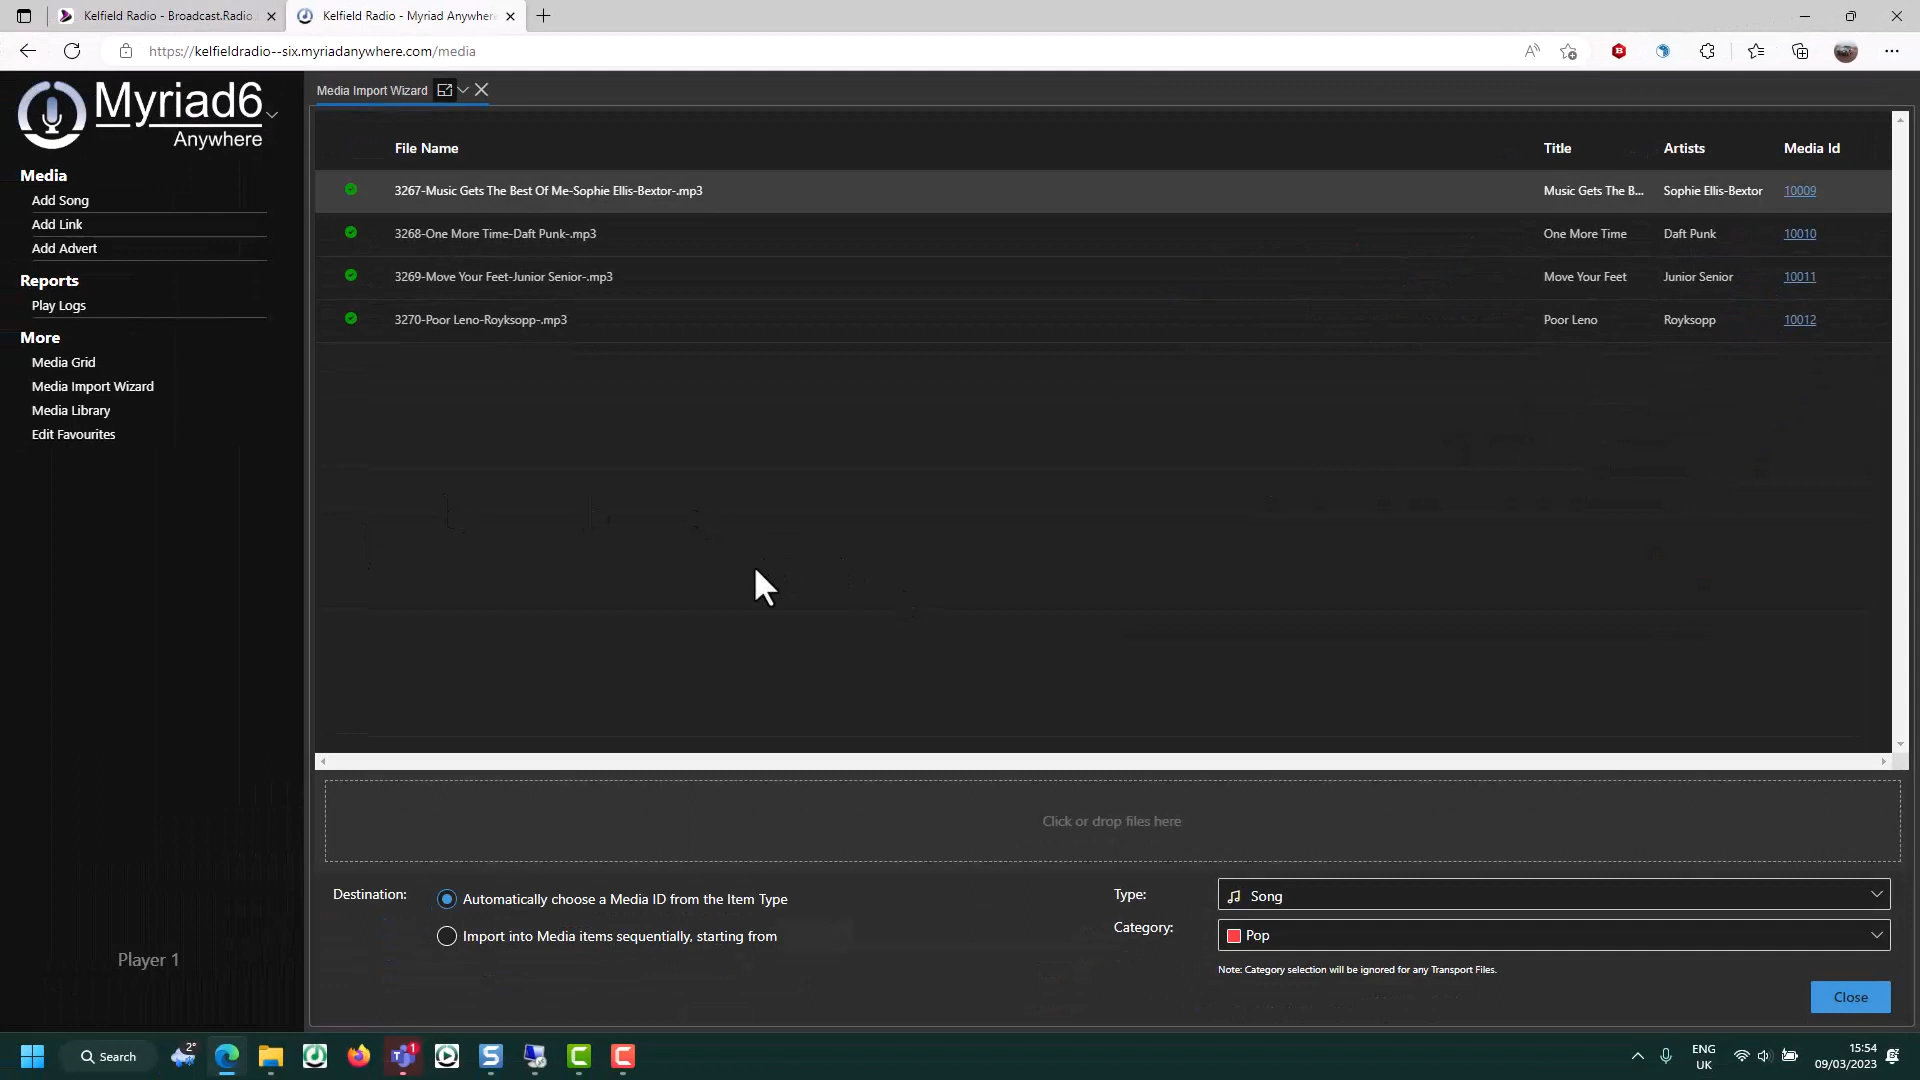 Kelfield Radio - Broadcast.Radio
Kelfield Radio - Myriad Anywhere
https://kelfieldradio--six.myriadanywhere.com/media
Myriad6
Anywhere
Media
Add Song
Add Link
Add Advert
Reports
Play Logs
More
Media Grid
Media Import Wizard
Media Library
Edit Favourites
Player 1
Media Import Wizard
File Name Title Artists Media Id
3267-Music Gets The Best Of Me-Sophie Ellis-Bextor-.mp3 Music Gets The B... Sophie Ellis-Bextor 10009
3268-One More Time-Daft Punk-.mp3 One More Time Daft Punk 10010
3269-Move Your Feet-Junior Senior-.mp3 Move Your Feet Junior Senior 10011
3270-Poor Leno-Royksopp-.mp3 Poor Leno Royksopp 10012
Click or drop files here
Destination: Automatically choose a Media ID from the Item Type
Import into Media items sequentially, starting from
Type: Song
Category: Pop
Note: Category selection will be ignored for any Transport Files.
Close
Search
2°
1
ENG
UK
15:54
09/03/2023